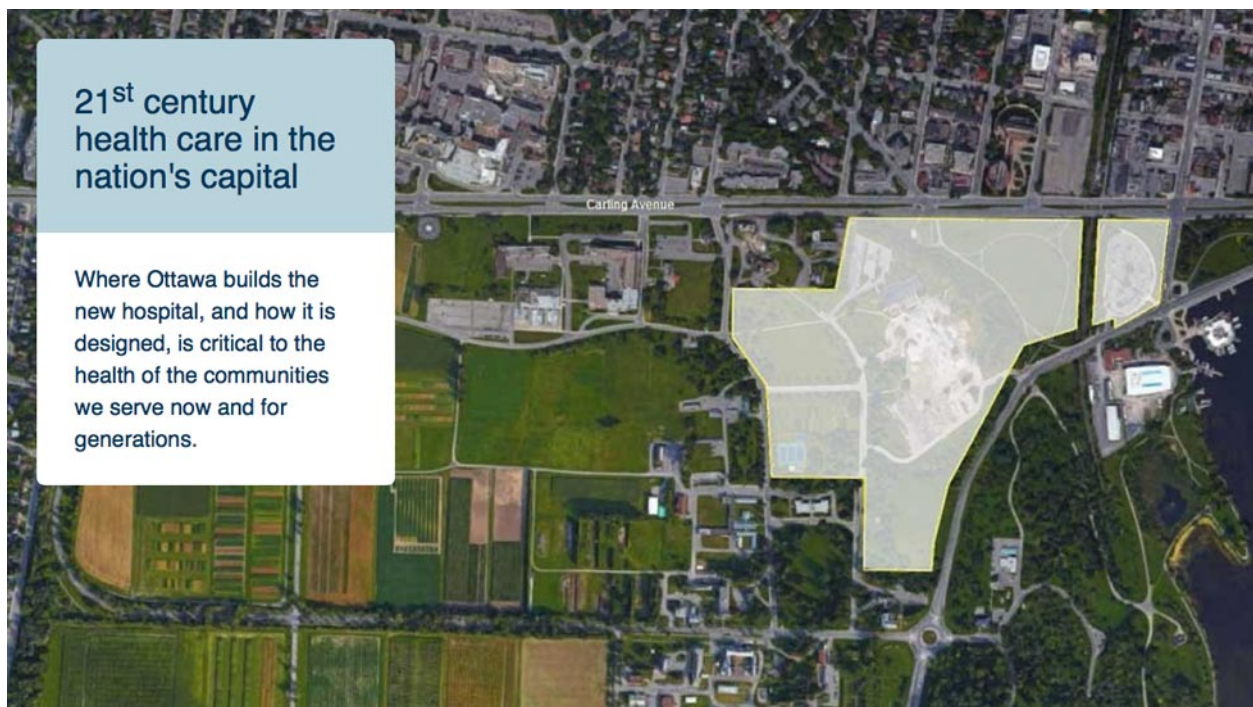 21st century
health care in the
nation's capital
Where Ottawa builds the
new hospital, and how it is
designed, is critical to the
health of the communities
we serve now and for
generations.
Carling Avenue